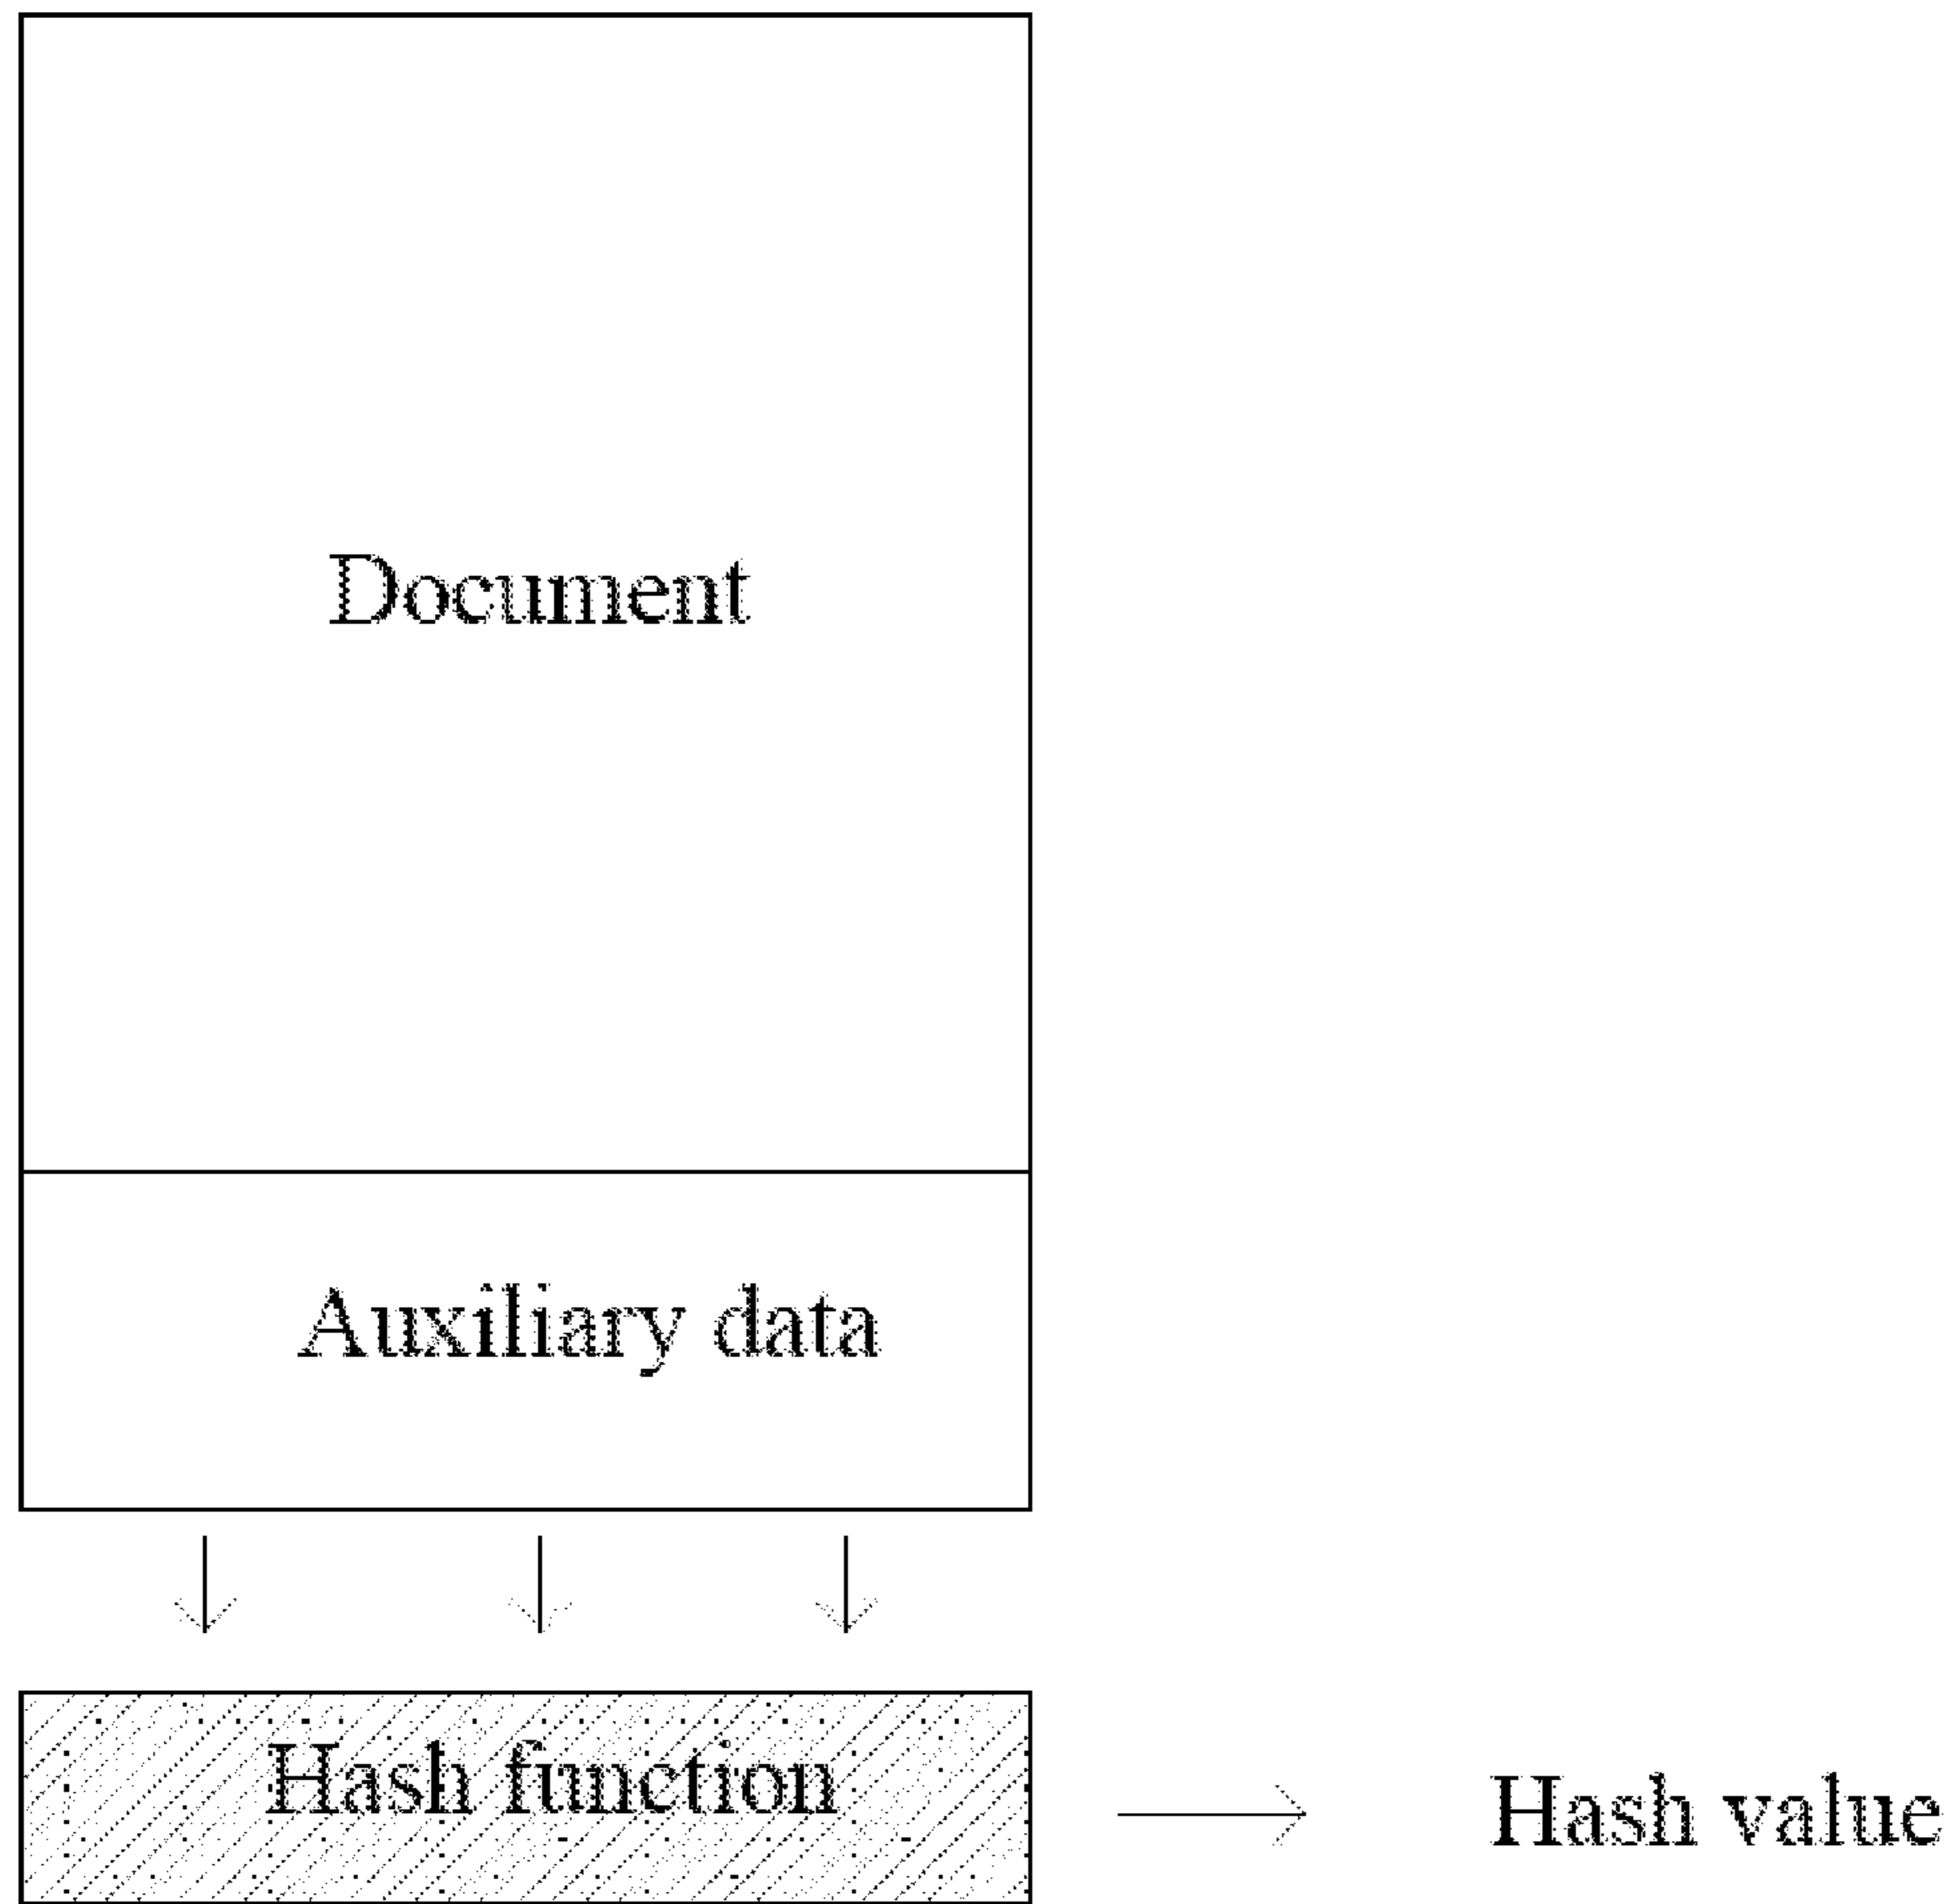 Document
Auxiliary data
Hash function
Hash value